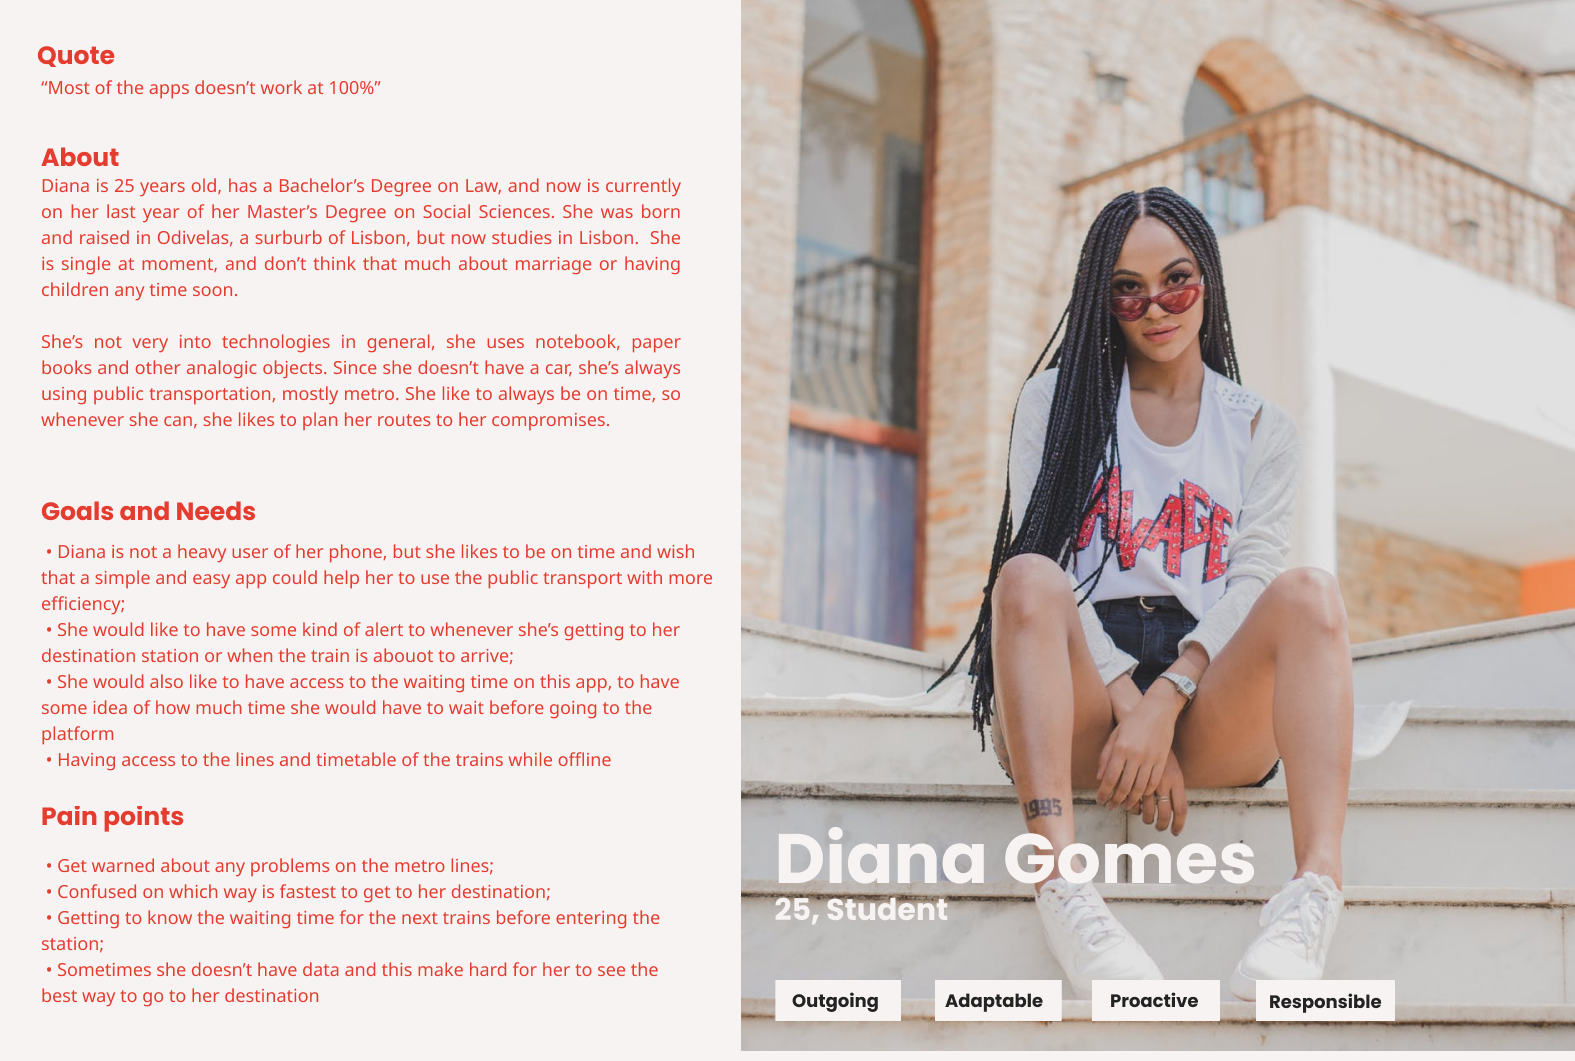 Quote
“Most of the apps doesn’t work at 100%”
About
Diana is 25 years old, has a Bachelor’s Degree on Law, and now is currently
on her last year of her Master’s Degree on Social Sciences. She was born
and raised in Odivelas, a surburb of Lisbon, but now studies in Lisbon.  She
is single at moment, and don’t think that much about marriage or having
children any time soon.
She’s not very into technologies in general, she uses notebook, paper
books and other analogic objects. Since she doesn’t have a car, she’s always
using public transportation, mostly metro. She like to always be on time, so
whenever she can, she likes to plan her routes to her compromises.
Goals and Needs
• Diana is not a heavy user of her phone, but she likes to be on time and wish
that a simple and easy app could help her to use the public transport with more
efficiency;
• She would like to have some kind of alert to whenever she’s getting to her
destination station or when the train is abouot to arrive;
• She would also like to have access to the waiting time on this app, to have
some idea of how much time she would have to wait before going to the
platform
• Having access to the lines and timetable of the trains while offline
Pain points
• Get warned about any problems on the metro lines;
• Confused on which way is fastest to get to her destination;
• Getting to know the waiting time for the next trains before entering the
station;
• Sometimes she doesn’t have data and this make hard for her to see the
best way to go to her destination
AVAGE
1995
Diana Gomes
25, Student
Outgoing
Adaptable
Proactive
Responsible